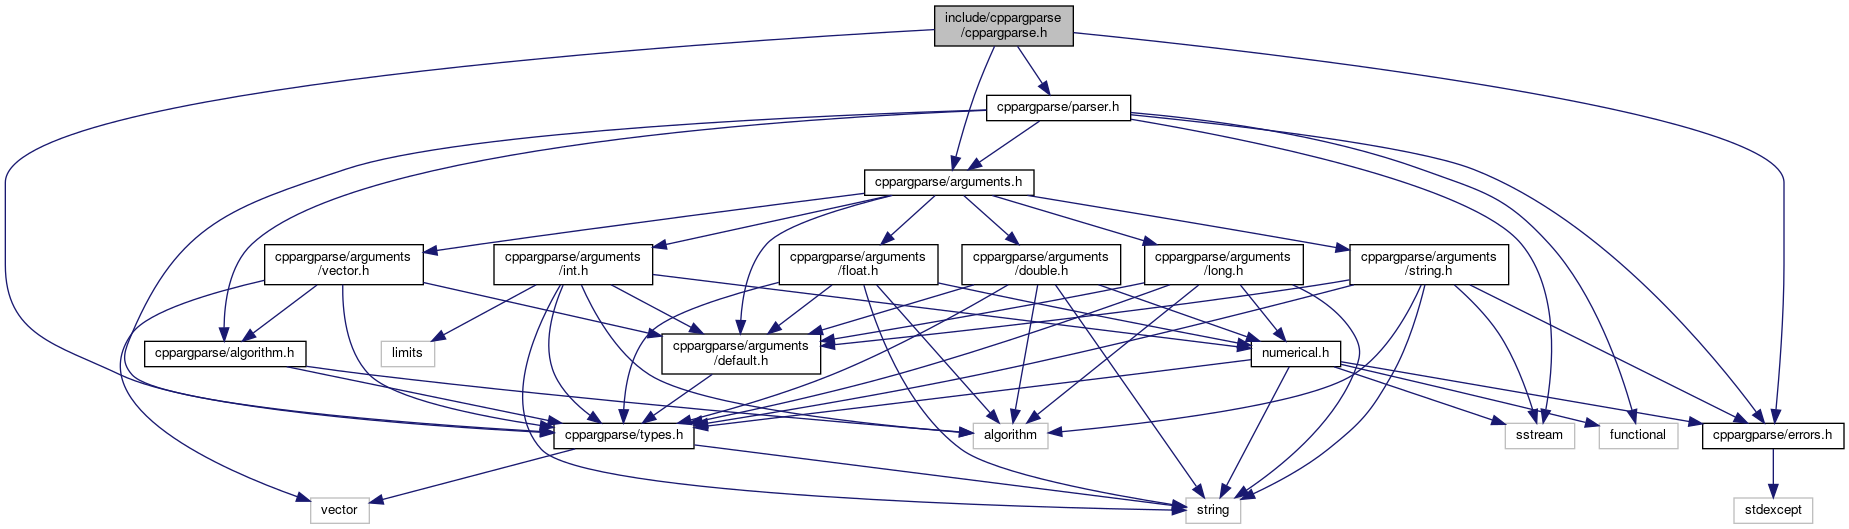 include/cppargparse
/cppargparse.h
cppargparse/parser.h
cppargparse/arguments.h
cppargparse/arguments
/vector.h
cppargparse/arguments
/int.h
cppargparse/arguments
/float.h
cppargparse/arguments
/double.h
cppargparse/arguments
/long.h
cppargparse/arguments
/string.h
cppargparse/algorithm.h
limits
cppargparse/arguments
/default.h
numerical.h
cppargparse/types.h
algorithm
sstream
functional
cppargparse/errors.h
vector
string
stdexcept